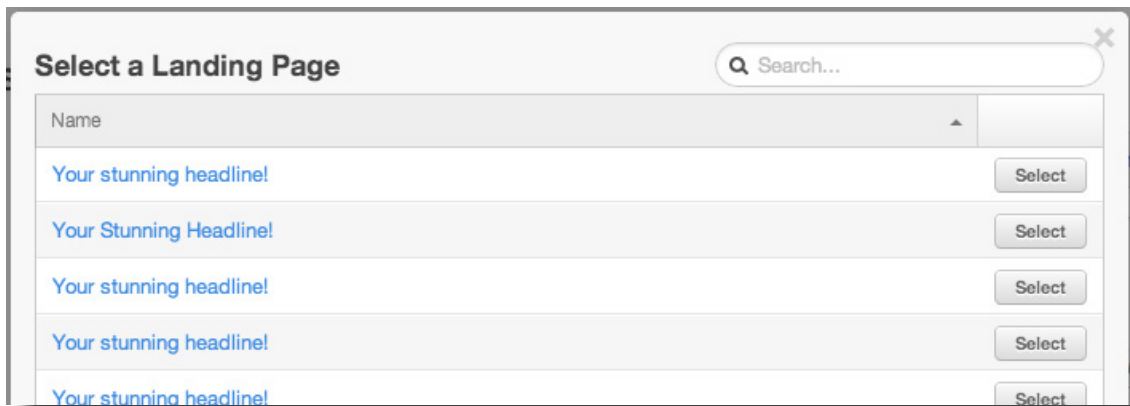 Select a Landing Page
Search...
Name
Your stunning headline! Select
Your Stunning Headline! Select
Your stunning headline! Select
Your stunning headline! Select
Your stunning headline! Select